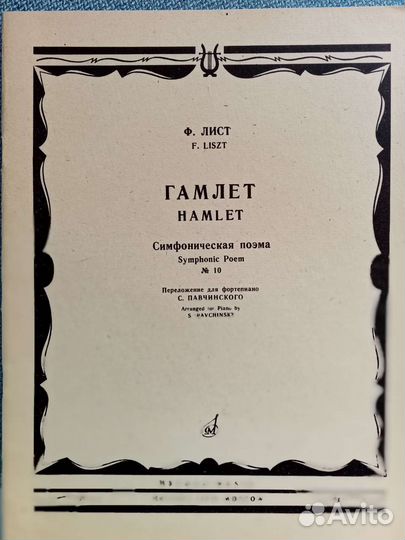 Ф. ЛИСТ
F. LISZT
ГАМЛЕТ
HAMLET
Симфоническая поэма
Symphonic Poem
№ 10
Переложение для фортепиано
С. ПАВЧИНСКОГО
Arranged for Piano by
Avito